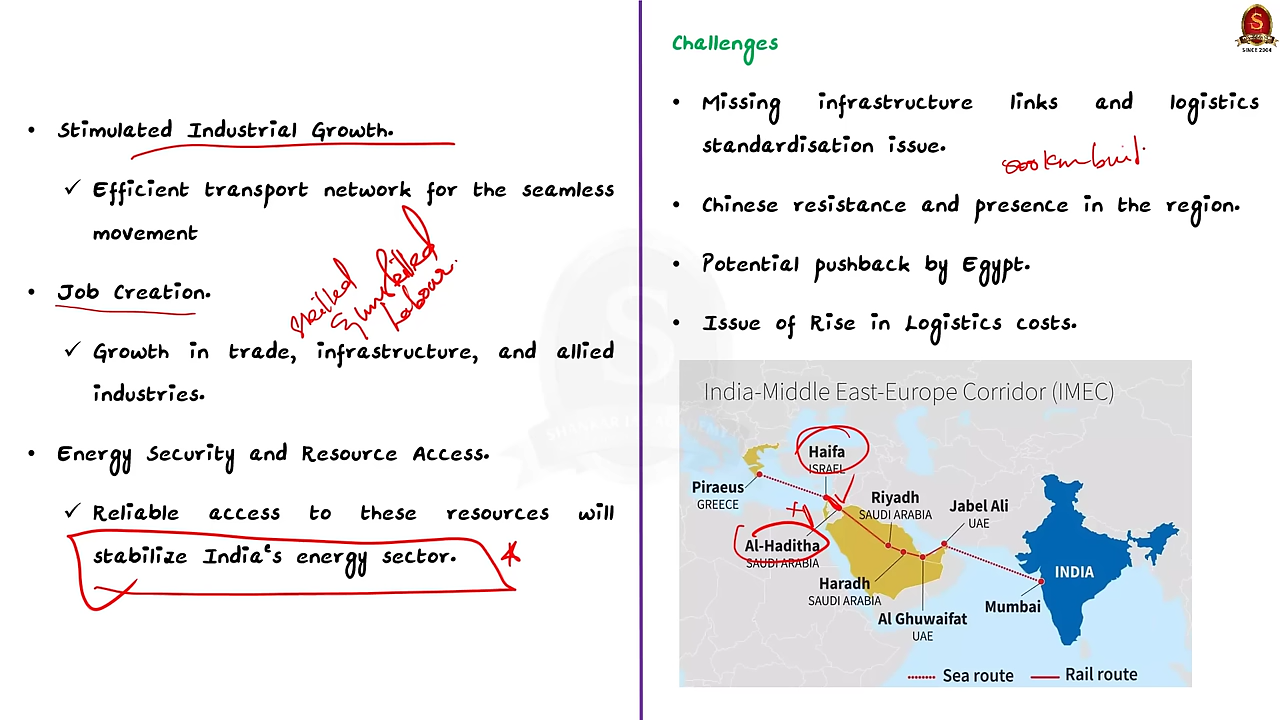 • Stimulated Industrial Growth.
✓ Efficient transport network for the seamless
movement
• Job Creation.
skilled
labour
✓ Growth in trade, infrastructure, and allied
industries.
• Energy Security and Resource Access.
✓ Reliable access to these resources will
stabilize India's energy sector.
Challenges
• Missing infrastructure links and logistics
standardisation issue.
• Chinese resistance and presence in the region.
• Potential pushback by Egypt.
• Issue of Rise in Logistics costs.
India-Middle East-Europe Corridor (IMEC)
Haifa
ISRAEL
Piraeus
GREECE
Riyadh
SAUDI ARABIA
Jabel Ali
UAE
Al-Haditha
SAUDI ARABIA
Haradh
SAUDI ARABIA
Al Ghuwaifat
UAE
Mumbai
INDIA
Sea route
Rail route
S
SINCE 2004